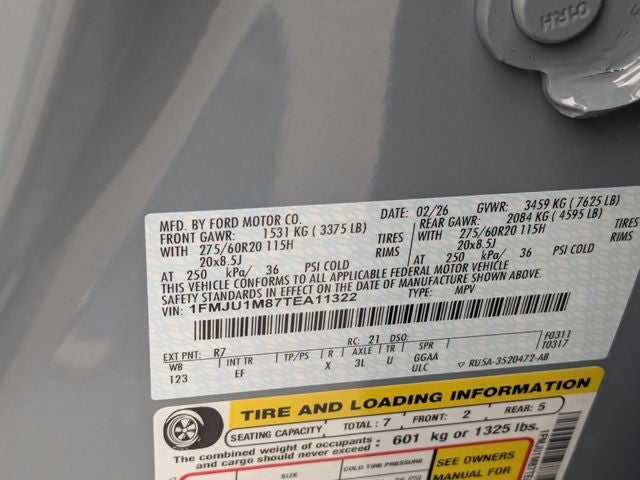 01RH
MFD. BY FORD MOTOR CO. DATE: 02/26 GVWR: 3459 KG ( 7625 LB)
FRONT GAWR: 1531 KG ( 3375 LB) REAR GAWR: 2084 KG ( 4595 LB)
WITH 275/60R20 115H TIRES WITH 275/60R20 115H TIRES
20x8.5J RIMS 20x8.5J RIMS
AT 250 kPa/ 36 PSI COLD AT 250 kPa/ 36 PSI COLD
THIS VEHICLE CONFORMS TO ALL APPLICABLE FEDERAL MOTOR VEHICLE
SAFETY STANDARDS IN EFFECT ON THE DATE OF MANUFACTURE SHOWN ABOVE.
VIN: 1FMJU1M87TEA11322 TYPE: MPV
EXT PNT: R7 RC: 21 DSO: F0311
WB INT TR TP/PS R AXLE TR SPR T0317
123 EF X 3L U GGAA
ULC RU5A-3520472-AB
TIRE AND LOADING INFORMATION
SEATING CAPACITY TOTAL : 7 FRONT: 2 REAR: 5
The combined weight of occupants and cargo should never exceed : 601 kg or 1325 lbs.
SIZE COLD TIRE PRESSURE SEE OWNERS
MANUAL FOR